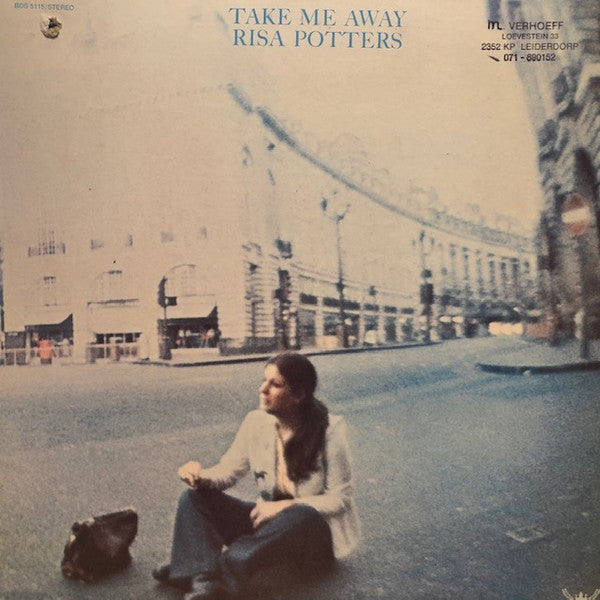 BDS 5115/STEREO
TAKE ME AWAY
RISA POTTERS
M. VERHOEFF
LOEVESTEIN 33
2352 KP LEIDERDORP
071 - 890152